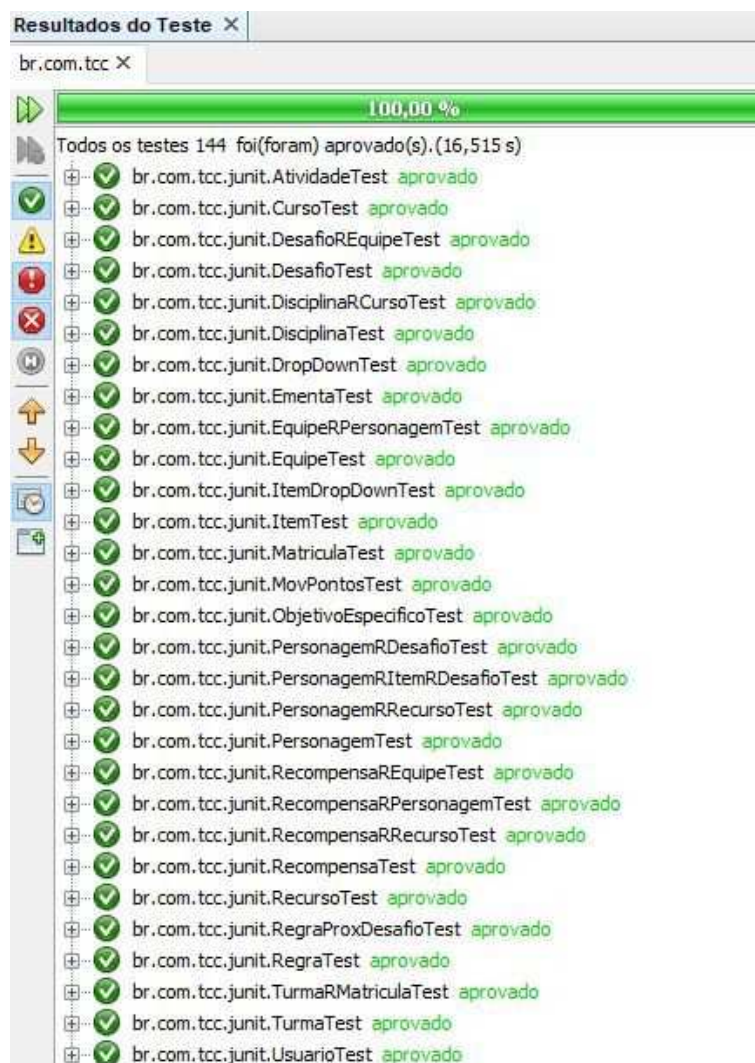 Resultados do Teste ×
br.com.tcc ×
100,00 %
Todos os testes 144 foi(foram) aprovado(s).(16,515 s)
br.com.tcc.junit.AtividadeTest aprovado
br.com.tcc.junit.CursoTest aprovado
br.com.tcc.junit.DesafioREquipeTest aprovado
br.com.tcc.junit.DesafioTest aprovado
br.com.tcc.junit.DisciplinaRCursoTest aprovado
br.com.tcc.junit.DisciplinaTest aprovado
br.com.tcc.junit.DropDownTest aprovado
br.com.tcc.junit.EmentaTest aprovado
br.com.tcc.junit.EquipeRPersonagemTest aprovado
br.com.tcc.junit.EquipeTest aprovado
br.com.tcc.junit.ItemDropDownTest aprovado
br.com.tcc.junit.ItemTest aprovado
br.com.tcc.junit.MatriculaTest aprovado
br.com.tcc.junit.MovPontosTest aprovado
br.com.tcc.junit.ObjetivoEspecificoTest aprovado
br.com.tcc.junit.PersonagemRDesafioTest aprovado
br.com.tcc.junit.PersonagemRItemRDesafioTest aprovado
br.com.tcc.junit.PersonagemRRecursoTest aprovado
br.com.tcc.junit.PersonagemTest aprovado
br.com.tcc.junit.RecompensaREquipeTest aprovado
br.com.tcc.junit.RecompensaRPersonagemTest aprovado
br.com.tcc.junit.RecompensaRRecursoTest aprovado
br.com.tcc.junit.RecompensaTest aprovado
br.com.tcc.junit.RecursoTest aprovado
br.com.tcc.junit.RegraProxDesafioTest aprovado
br.com.tcc.junit.RegraTest aprovado
br.com.tcc.junit.TurmaRMatriculaTest aprovado
br.com.tcc.junit.TurmaTest aprovado
br.com.tcc.junit.UsuarioTest aprovado